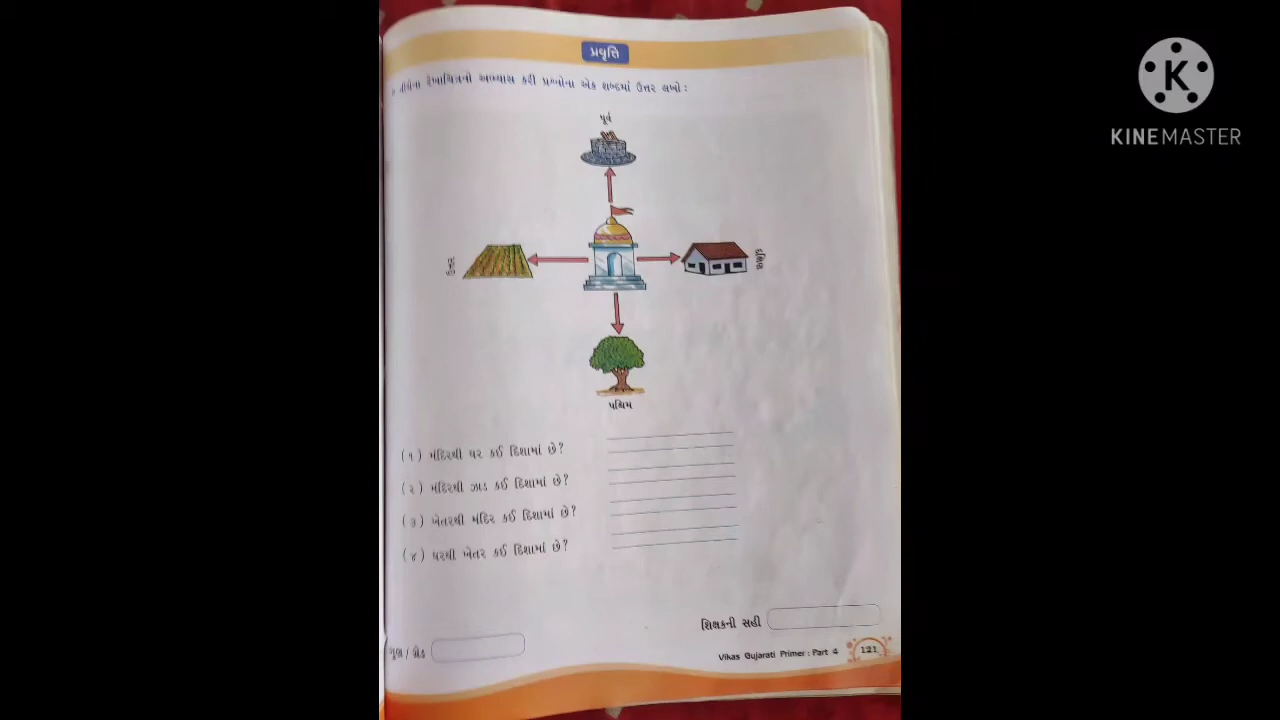 પ્રવૃત્તિ
નીચેના રેખાચિત્રનો અભ્યાસ કરી પ્રશ્નોના એક શબ્દમાં ઉત્તર લખો :
પૂર્વ
ઉત્તર
દક્ષિણ
પશ્ચિમ
(૧) મંદિરથી ઘર કઈ દિશામાં છે?
(૨) મંદિરથી ઝાડ કઈ દિશામાં છે?
(૩) ખેતરથી મંદિર કઈ દિશામાં છે?
(૪) ઘરથી ખેતર કઈ દિશામાં છે?
શિક્ષકની સહી
ગુણ / ગ્રેડ
Vikas Gujarati Primer : Part 4
121
K
KINEMASTER